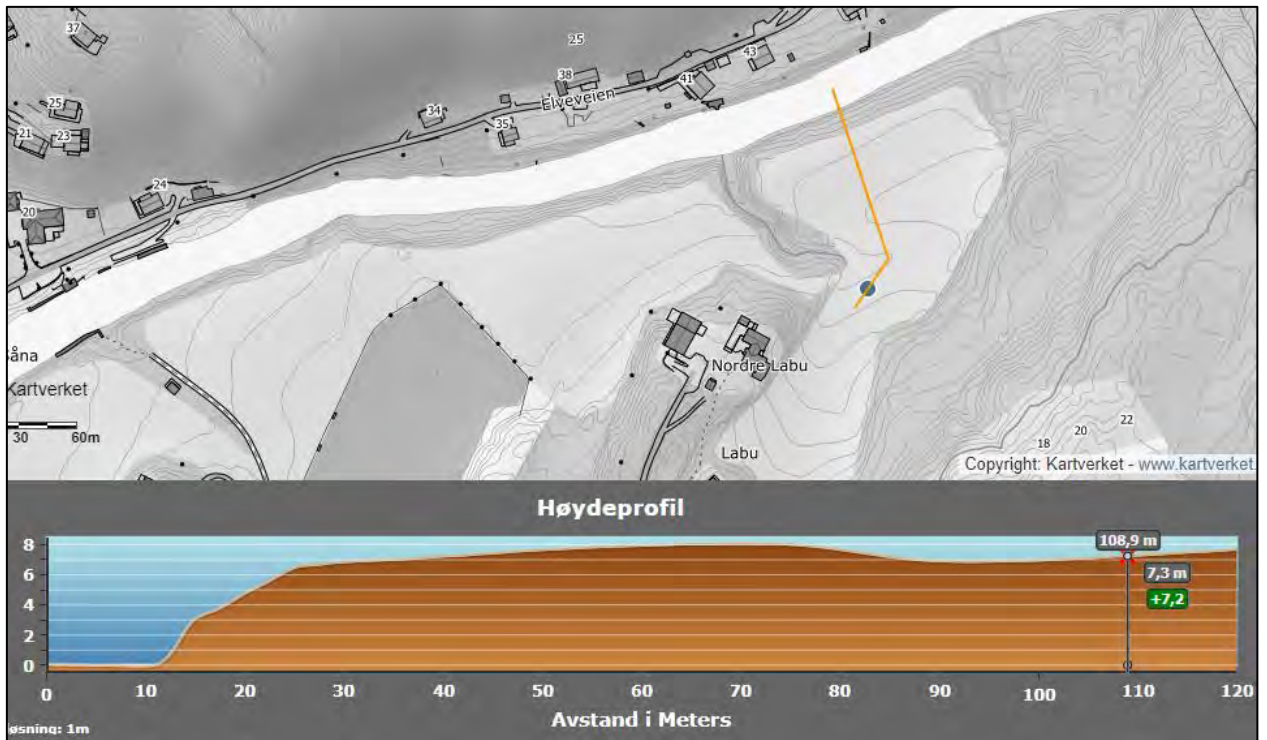 37
25
43
38
41
Elveveien
25
34
35
21
23
24
20
åna
Kartverket
Nordre Labu
30 60m
22
20
18
Labu
Copyright: Kartverket - www.kartverket.
Høydeprofil
8
108,9 m
6
7,3 m
+7,2
4
2
0
0 10 20 30 40 50 60 70 80 90 100 110 120
Avstand i Meters
øsning: 1m